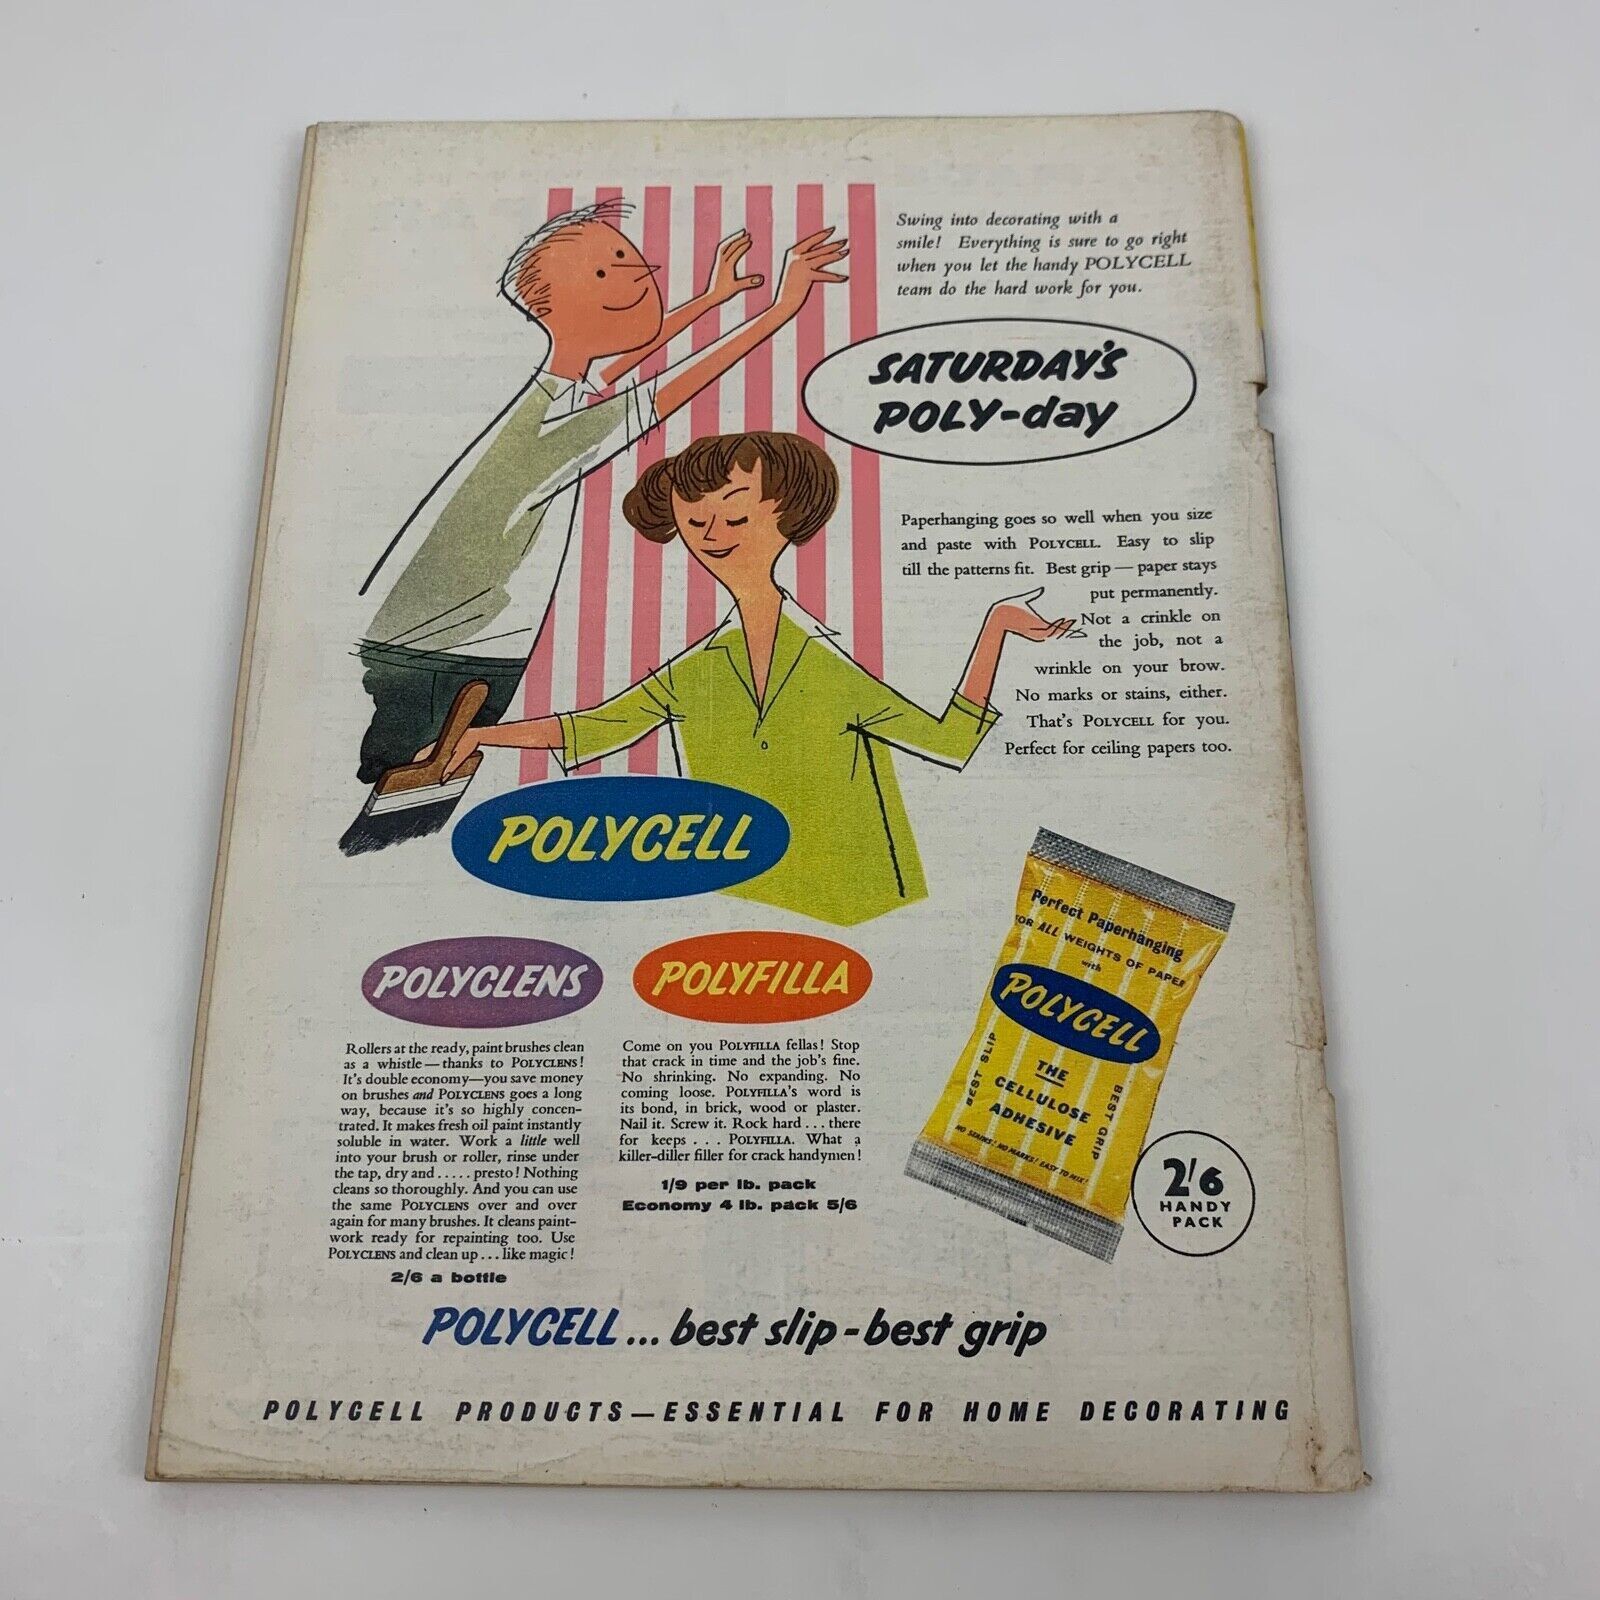 Swing into decorating with a
smile! Everything is sure to go right
when you let the handy POLYCELL
team do the hard work for you.
SATURDAY'S
POLY-day
Paperhanging goes so well when you size
and paste with POLYCELL. Easy to slip
till the patterns fit. Best grip — paper stays
put permanently.
Not a crinkle on
the job, not a
wrinkle on your brow.
No marks or stains, either.
That's POLYCELL for you.
Perfect for ceiling papers too.
POLYCELL
POLYCLENS
Rollers at the ready, paint brushes clean
as a whistle — thanks to POLYCLENS!
It's double economy—you save money
on brushes and POLYCLENS goes a long
way, because it's so highly concen-
trated. It makes fresh oil paint instantly
soluble in water. Work a little well
into your brush or roller, rinse under
the tap, dry and ..... presto! Nothing
cleans so thoroughly. And you can use
the same POLYCLENS over and over
again for many brushes. It cleans paint-
work ready for repainting too. Use
POLYCLENS and clean up ... like magic!
2/6 a bottle
POLYFILLA
Come on you POLYFILLA fellas! Stop
that crack in time and the job's fine.
No shrinking. No expanding. No
coming loose. POLYFILLA's word is
its bond, in brick, wood or plaster.
Nail it. Screw it. Rock hard ... there
for keeps ... POLYFILLA. What a
killer-diller filler for crack handymen!
1/9 per lb. pack
Economy 4 lb. pack 5/6
Perfect Paperhanging
FOR ALL WEIGHTS OF PAPER
with
POLYCELL
THE
CELLULOSE
ADHESIVE
BEST SLIP
BEST GRIP
NO STAINS! NO MARKS! EASY TO MIX!
2'6
HANDY
PACK
POLYCELL... best slip-best grip
POLYCELL PRODUCTS—ESSENTIAL FOR HOME DECORATING